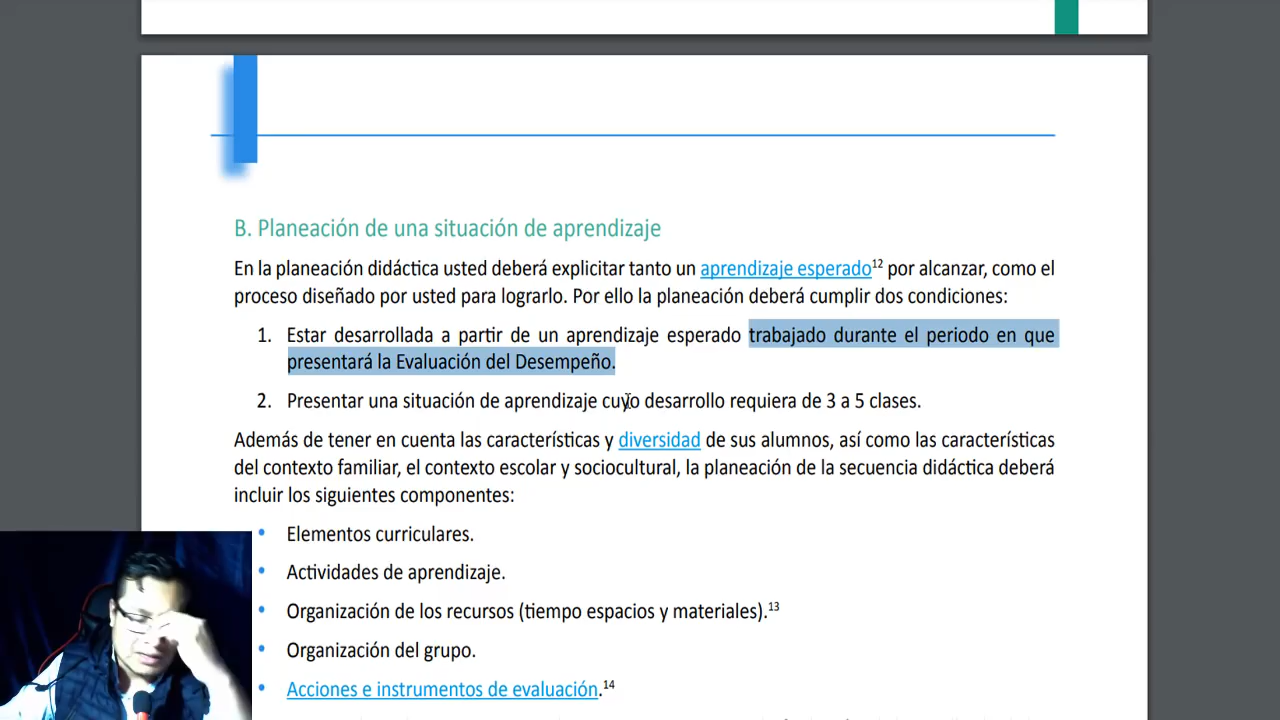 B. Planeación de una situación de aprendizaje
En la planeación didáctica usted deberá explicitar tanto un aprendizaje esperado12 por alcanzar, como el
proceso diseñado por usted para lograrlo. Por ello la planeación deberá cumplir dos condiciones:
1. Estar desarrollada a partir de un aprendizaje esperado trabajado durante el periodo en que
presentará la Evaluación del Desempeño.
2. Presentar una situación de aprendizaje cuyo desarrollo requiera de 3 a 5 clases.
Además de tener en cuenta las características y diversidad de sus alumnos, así como las características
del contexto familiar, el contexto escolar y sociocultural, la planeación de la secuencia didáctica deberá
incluir los siguientes componentes:
• Elementos curriculares.
• Actividades de aprendizaje.
• Organización de los recursos (tiempo espacios y materiales).13
• Organización del grupo.
• Acciones e instrumentos de evaluación.14